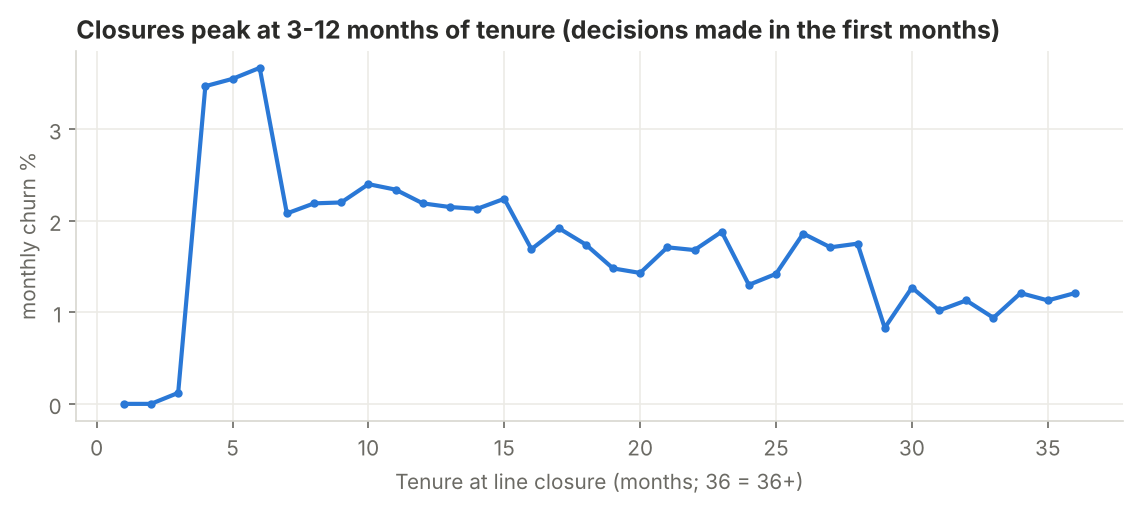 Closures peak at 3-12 months of tenure (decisions made in the first months)
monthly churn %
3
2
1
0
0 5 10 15 20 25 30 35
Tenure at line closure (months; 36 = 36+)